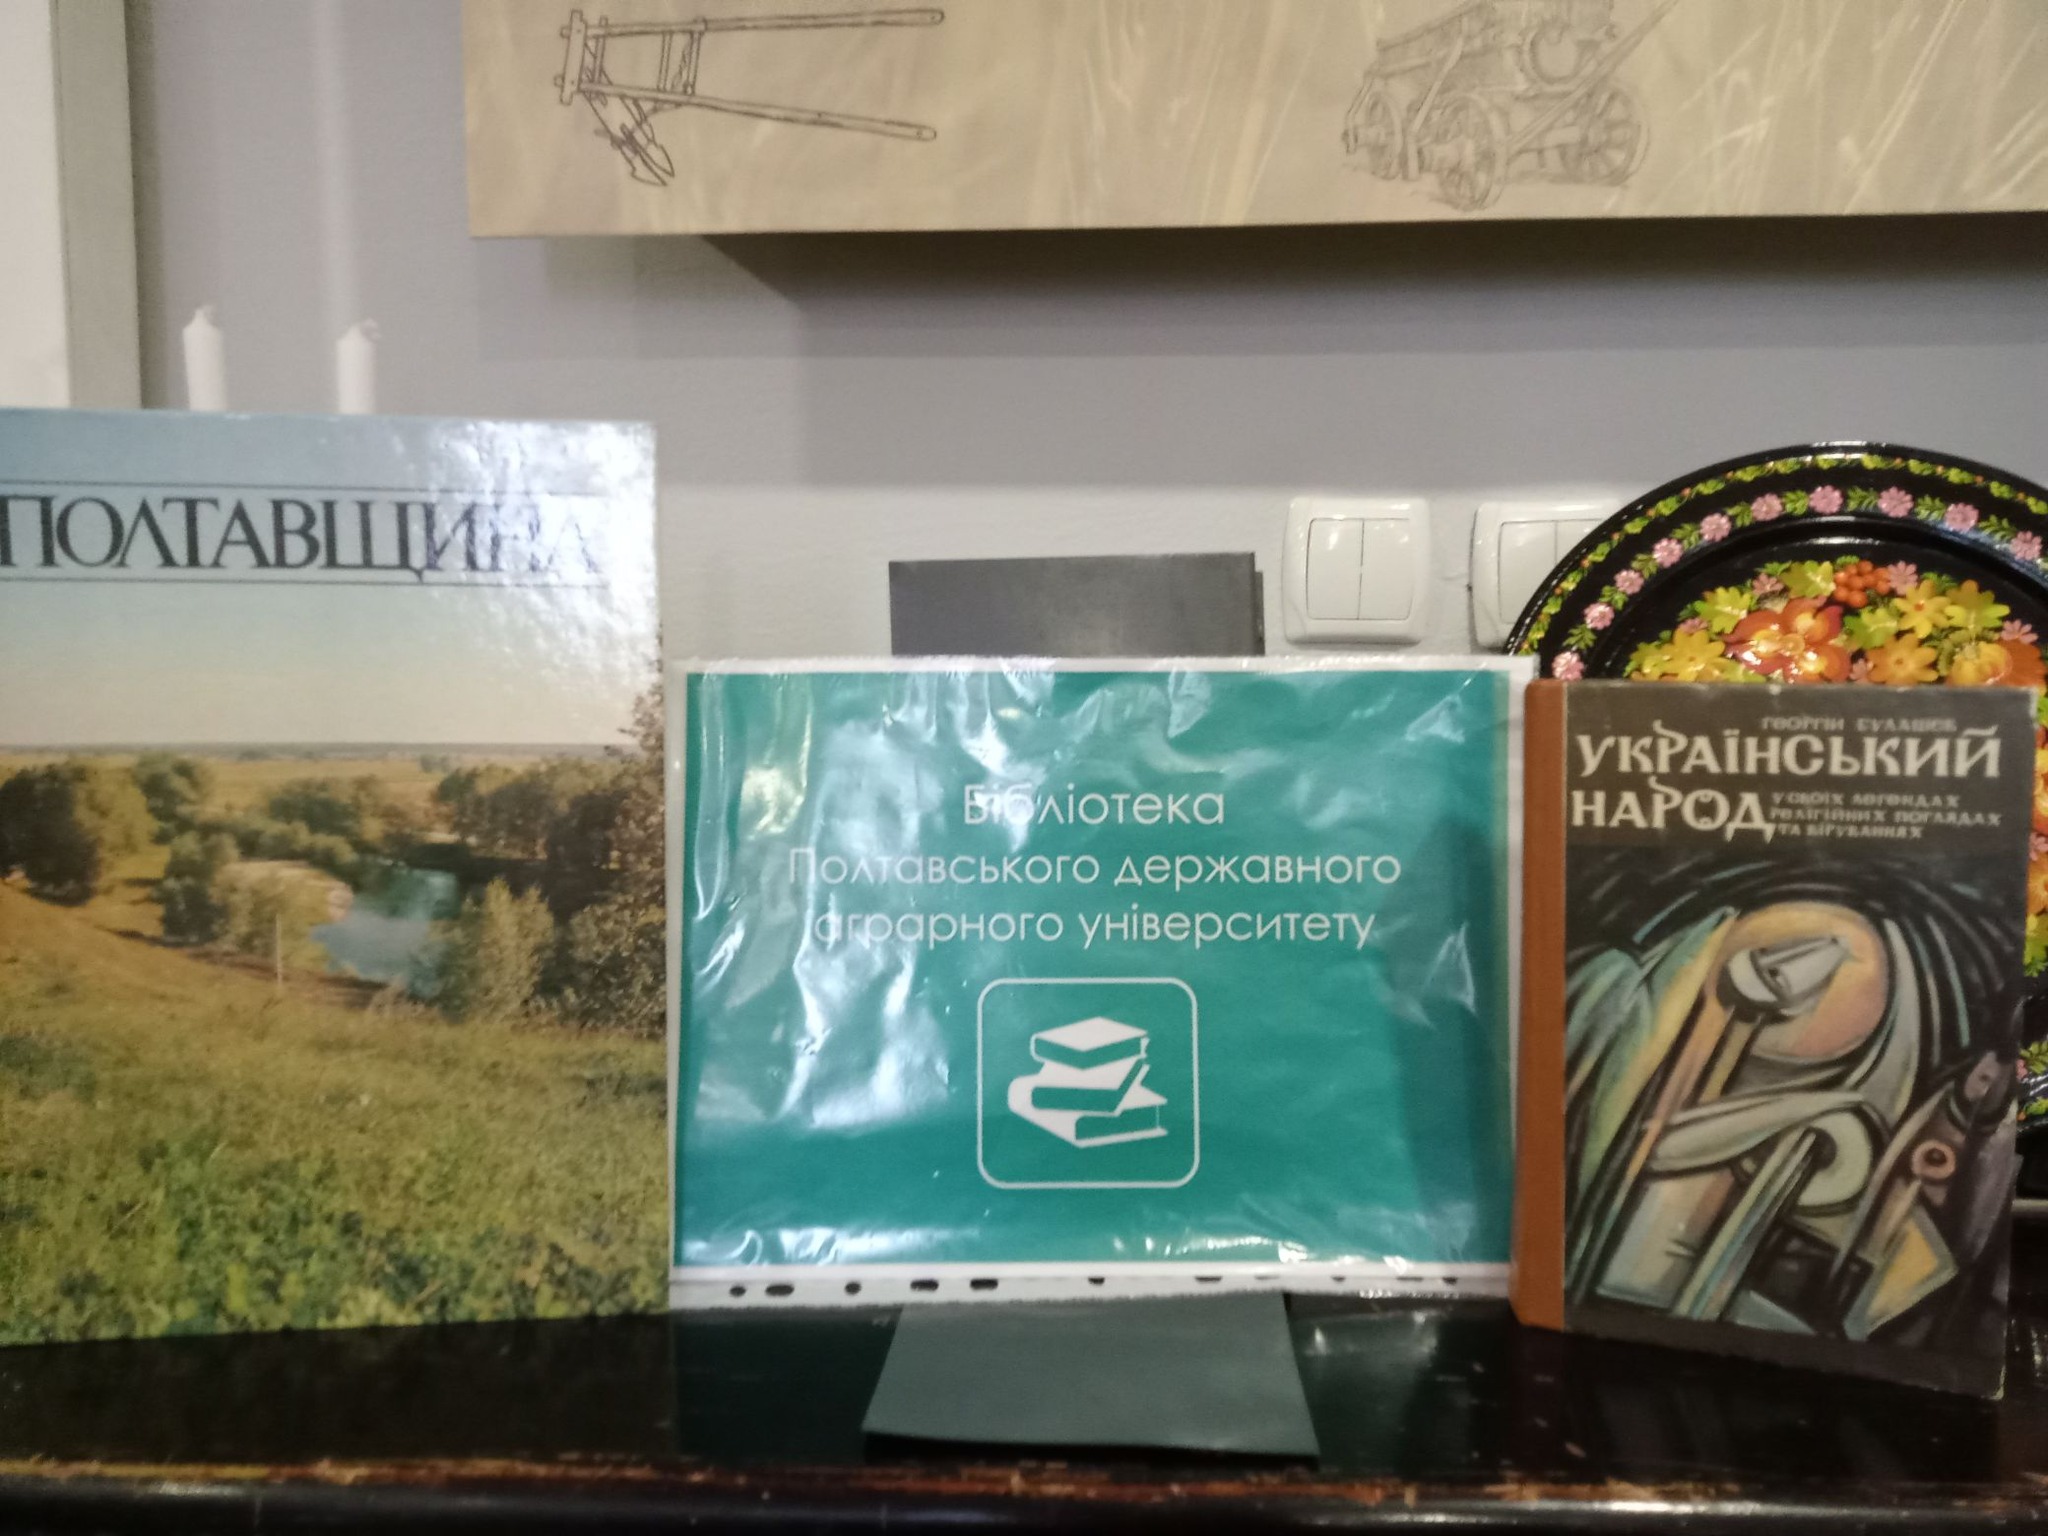 ПОЛТАВЩИНА
Бібліотека
Полтавського державного
аграрного університету
ГЕОРГІЙ БУЛАШЕВ
УКРАЇНСЬКИЙ
НАРОД
У СВОЇХ ЛЕГЕНДАХ
РЕЛІГІЙНИХ ПОГЛЯДАХ
ТА ВІРУВАННЯХ